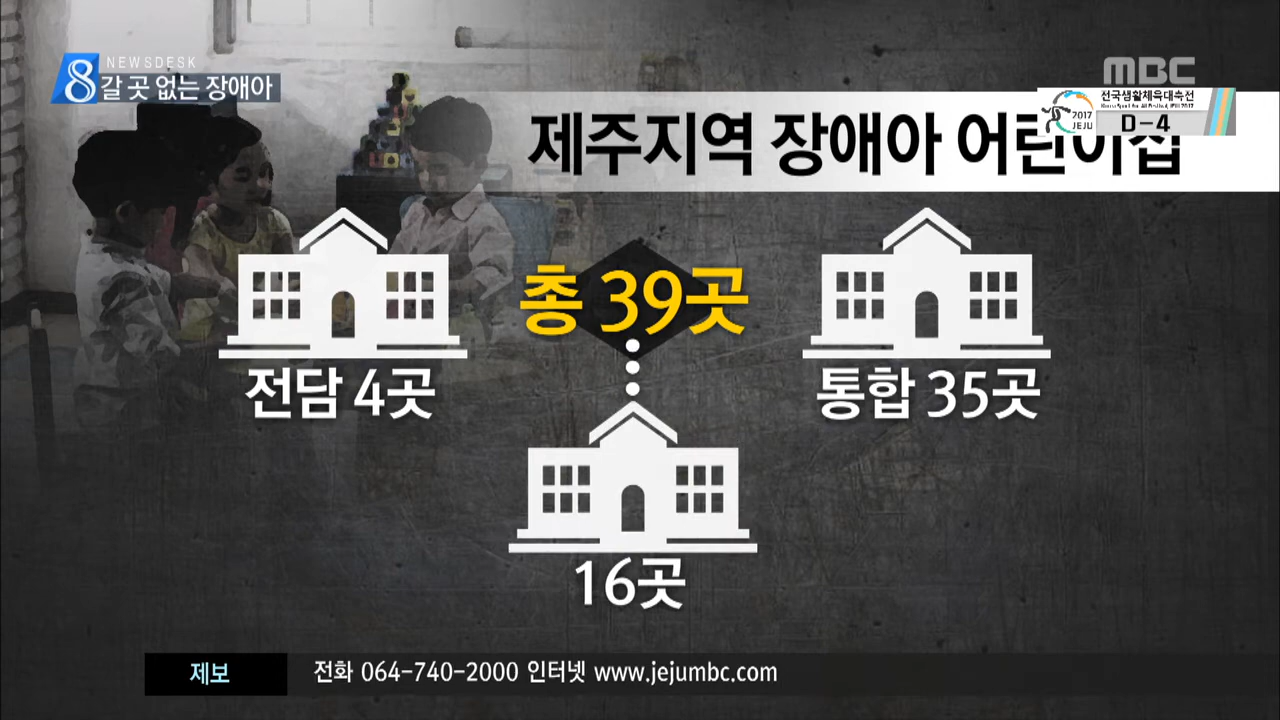 8 NEWSDESK
갈 곳 없는 장애아
MBC
전국생활체육대축전
2017
JEJU
D-4
제주지역 장애아 어린이집
총 39곳
전담 4곳
통합 35곳
16곳
제보
전화 064-740-2000 인터넷 www.jejumbc.com